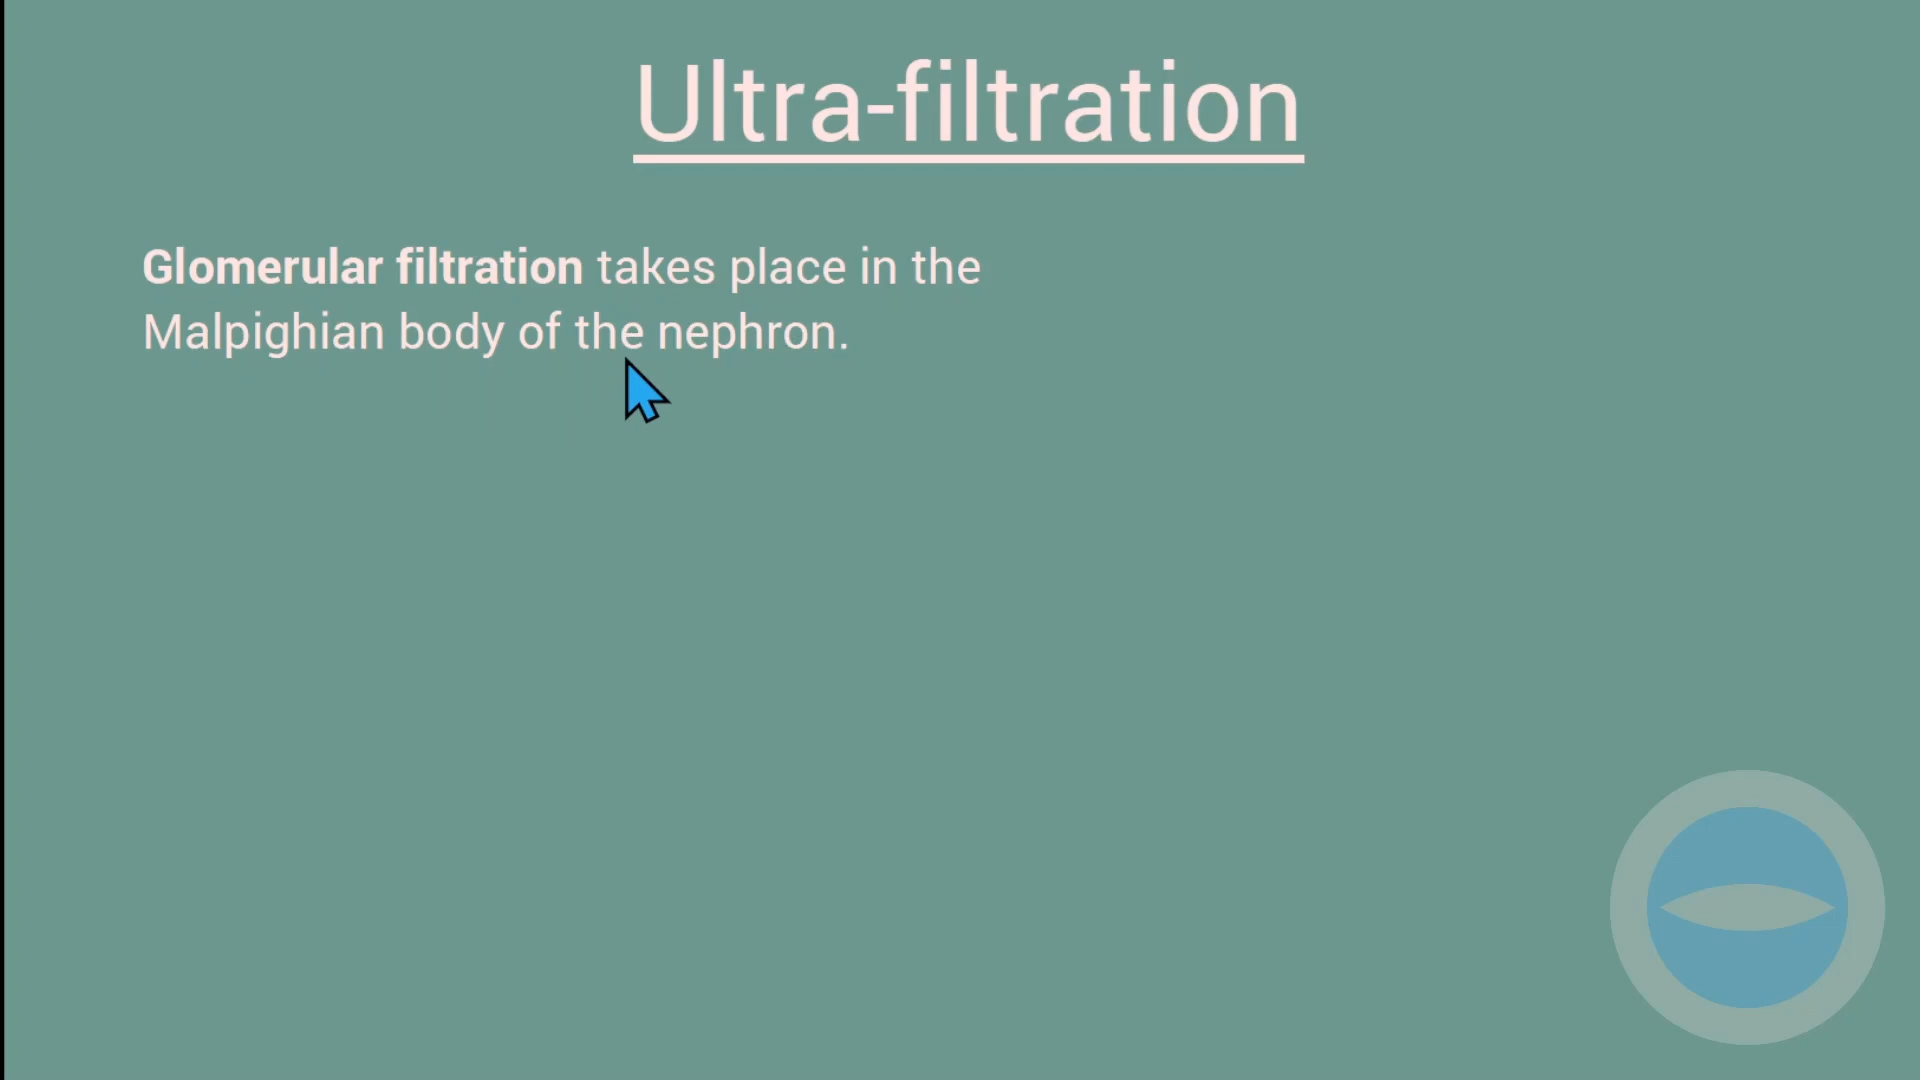 Ultra-filtration
Glomerular filtration takes place in the
Malpighian body of the nephron.